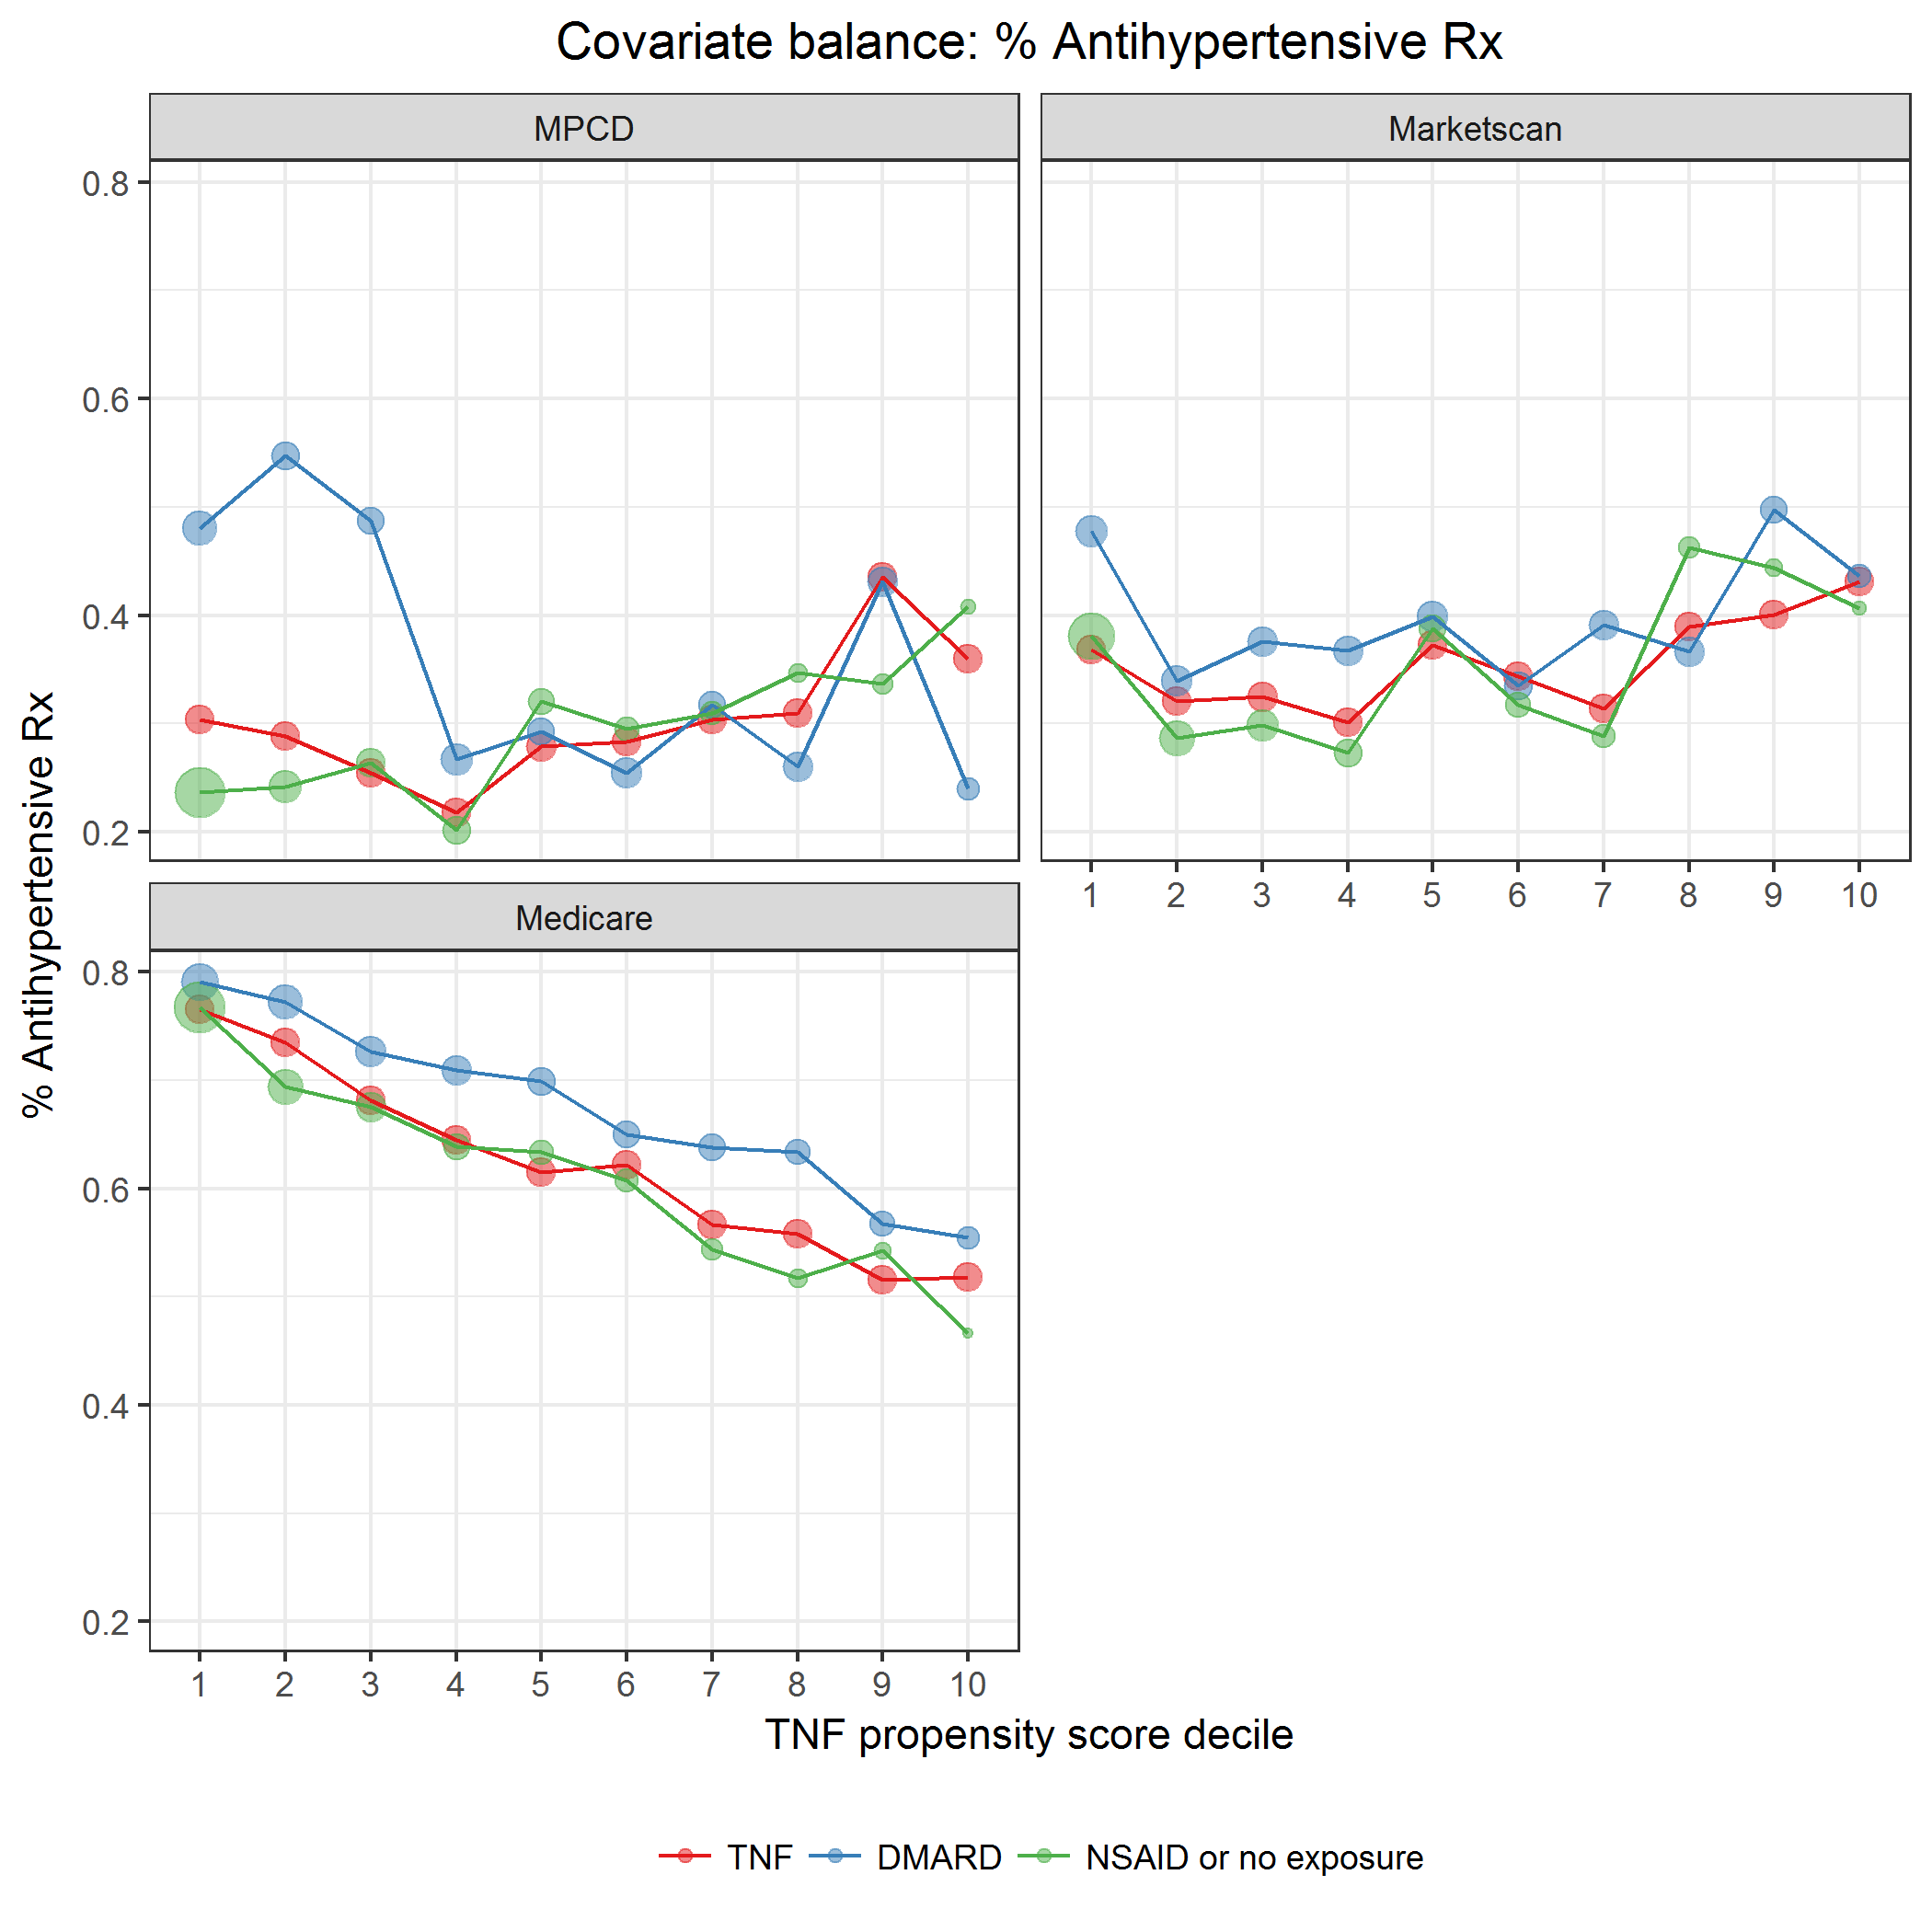 Covariate balance: % Antihypertensive Rx
MPCD
Marketscan
0.8
0.6
0.4
0.2
1 2 3 4 5 6 7 8 9 10
Medicare
0.8
0.6
0.4
0.2
1 2 3 4 5 6 7 8 9 10
% Antihypertensive Rx
TNF propensity score decile
TNF DMARD NSAID or no exposure